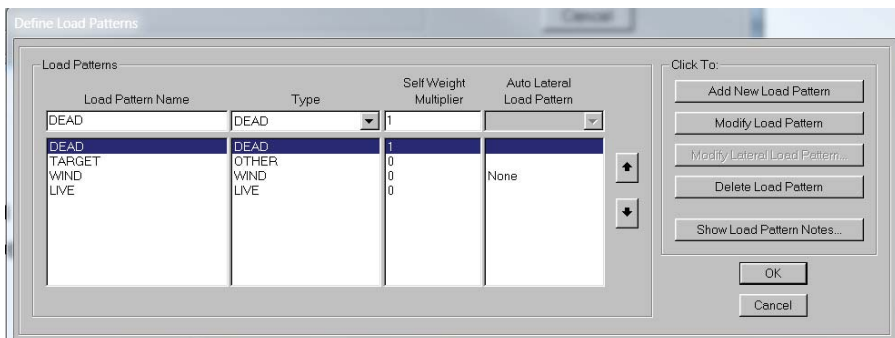 Cancel
Define Load Patterns
Load Patterns
Click To:
Load Pattern Name
Type
Self Weight Multiplier
Auto Lateral Load Pattern
DEAD DEAD 1
DEAD DEAD 1
TARGET OTHER 0
WIND WIND 0 None
LIVE LIVE 0
Add New Load Pattern
Modify Load Pattern
Modify Lateral Load Pattern...
Delete Load Pattern
Show Load Pattern Notes...
OK
Cancel